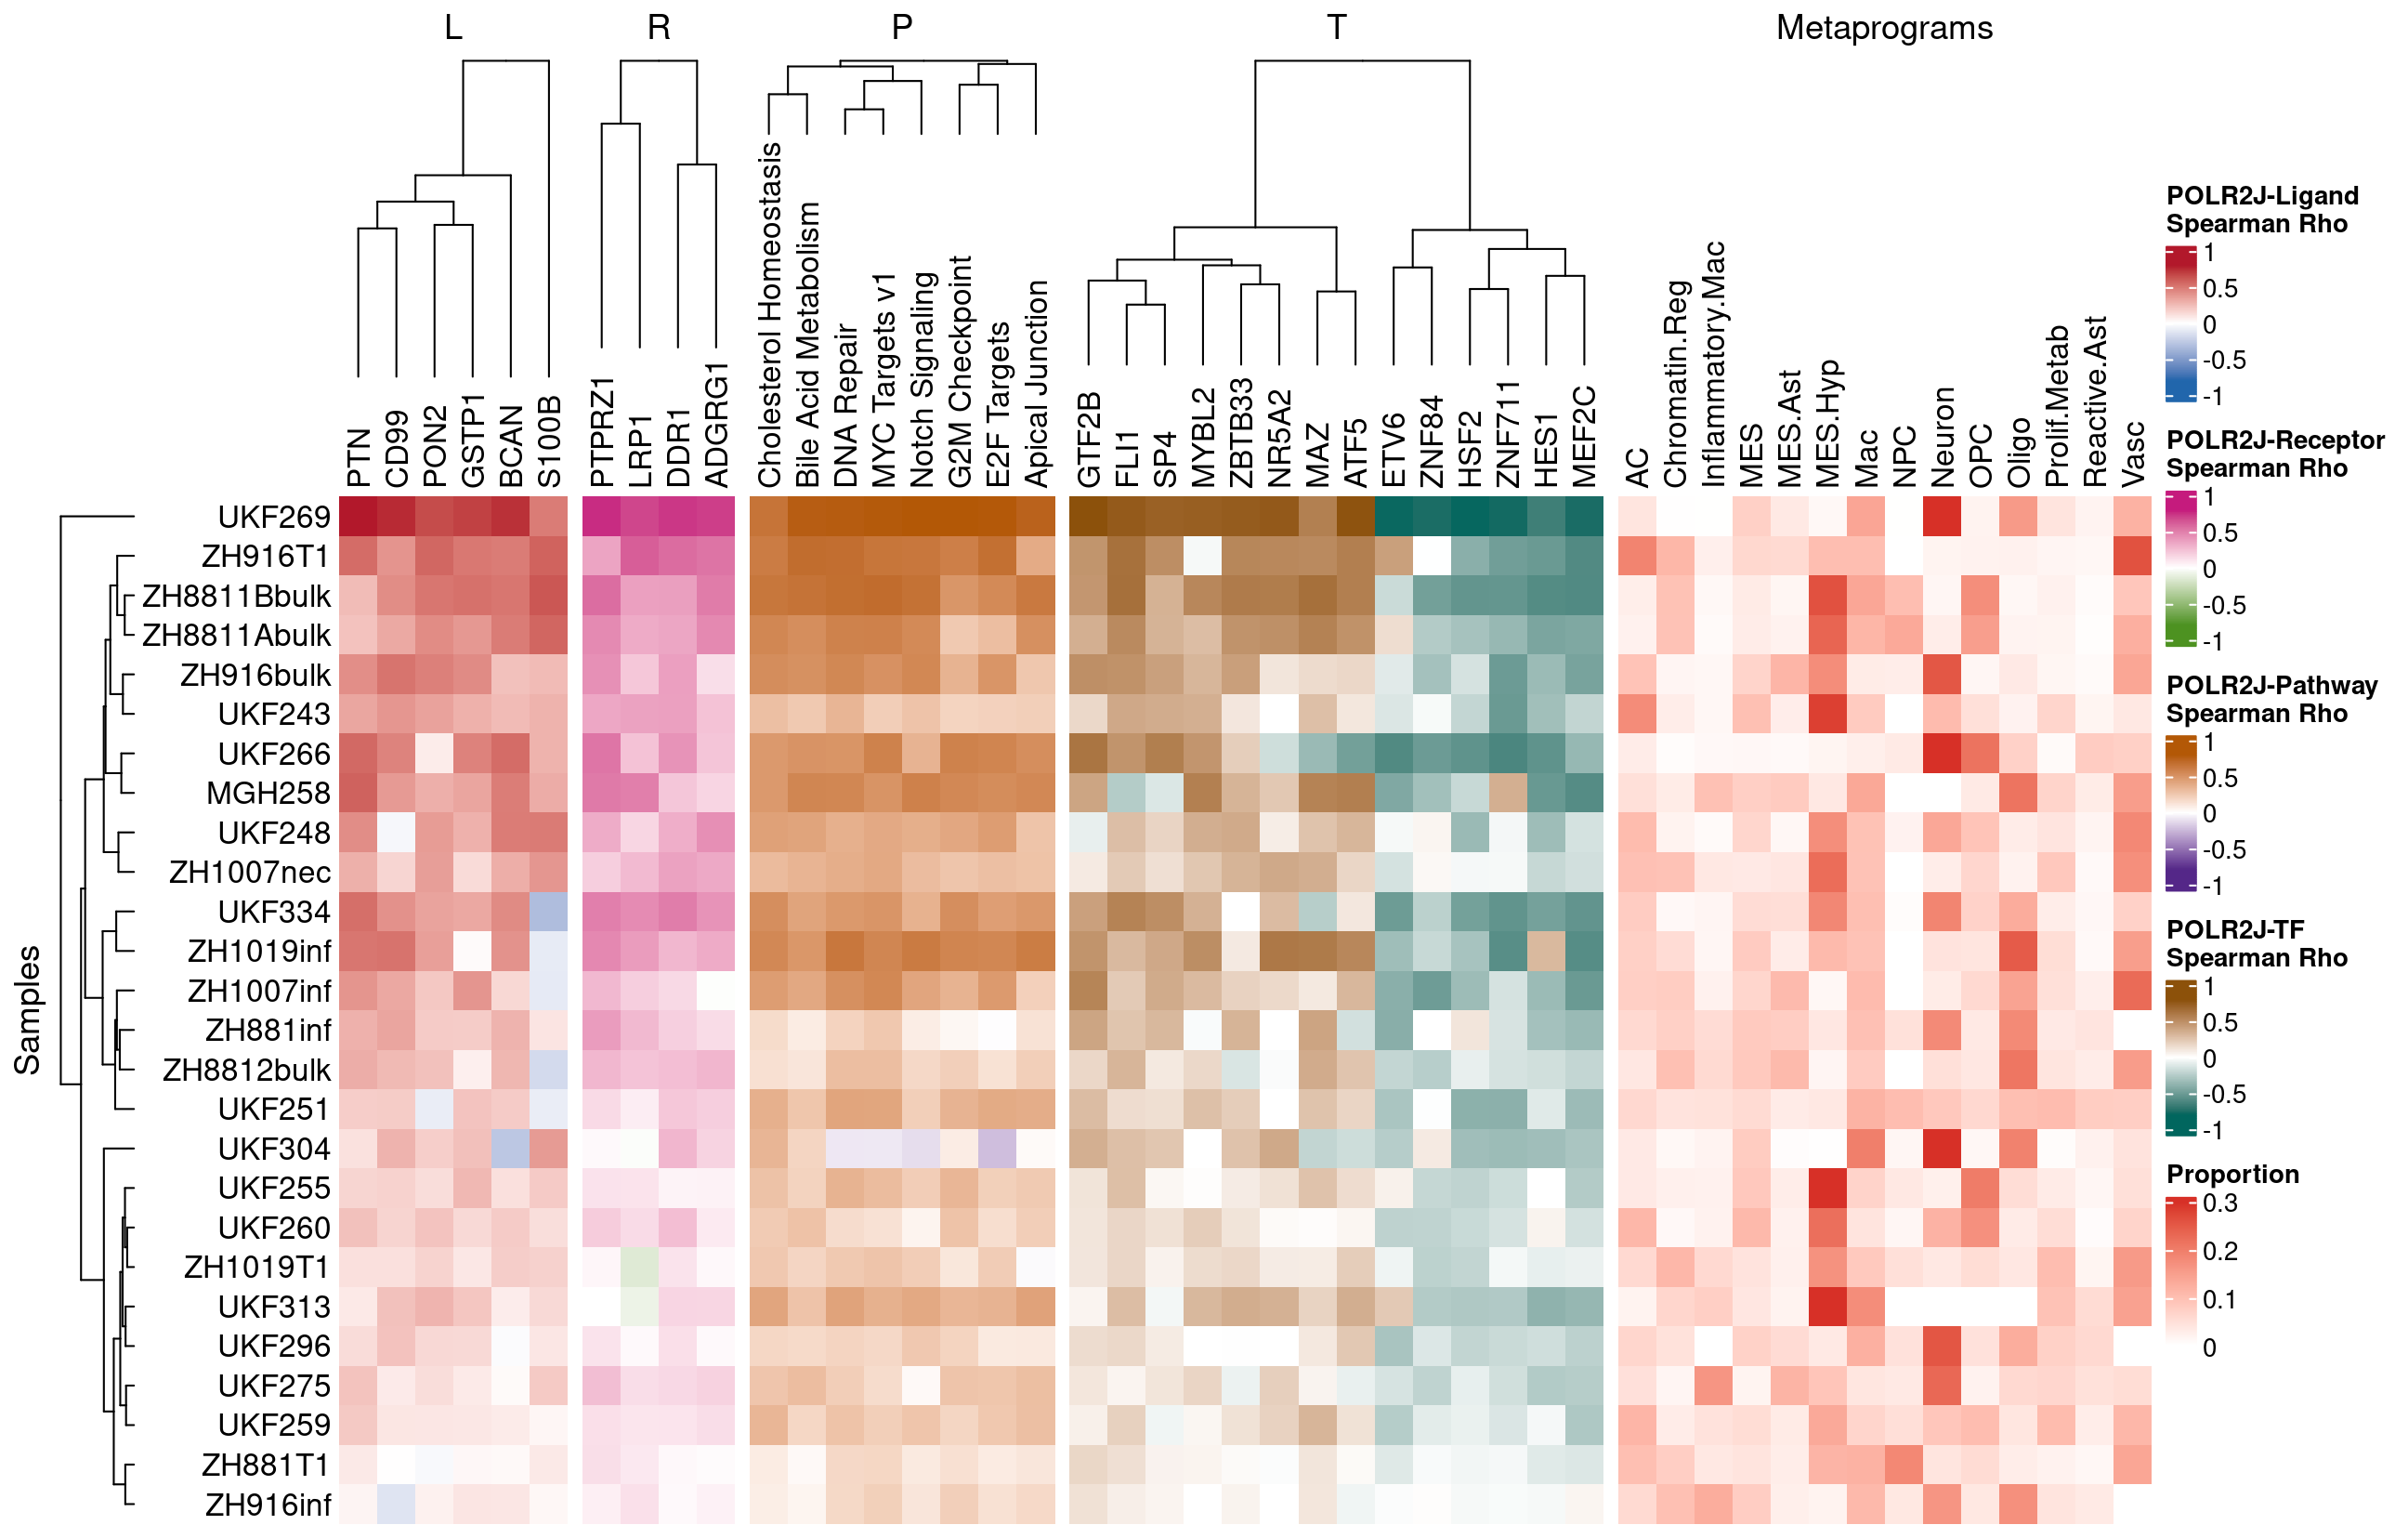 L
R
P
T
Metaprograms
PTN
CD99
PON2
GSTP1
BCAN
S100B
PTPRZ1
LRP1
DDR1
ADGRG1
Cholesterol Homeostasis
Bile Acid Metabolism
DNA Repair
MYC Targets v1
Notch Signaling
G2M Checkpoint
E2F Targets
Apical Junction
GTF2B
FLI1
SP4
MYBL2
ZBTB33
NR5A2
MAZ
ATF5
ETV6
ZNF84
HSF2
ZNF711
HES1
MEF2C
AC
Chromatin.Reg
Inflammatory.Mac
MES
MES.Ast
MES.Hyp
Mac
NPC
Neuron
OPC
Oligo
Prolif.Metab
Reactive.Ast
Vasc
Samples
UKF269
ZH916T1
ZH8811Bbulk
ZH8811Abulk
ZH916bulk
UKF243
UKF266
MGH258
UKF248
ZH1007nec
UKF334
ZH1019inf
ZH1007inf
ZH881inf
ZH8812bulk
UKF251
UKF304
UKF255
UKF260
ZH1019T1
UKF313
UKF296
UKF275
UKF259
ZH881T1
ZH916inf
POLR2J-Ligand
Spearman Rho
1
0.5
0
-0.5
-1
POLR2J-Receptor
Spearman Rho
1
0.5
0
-0.5
-1
POLR2J-Pathway
Spearman Rho
1
0.5
0
-0.5
-1
POLR2J-TF
Spearman Rho
1
0.5
0
-0.5
-1
Proportion
0.3
0.2
0.1
0